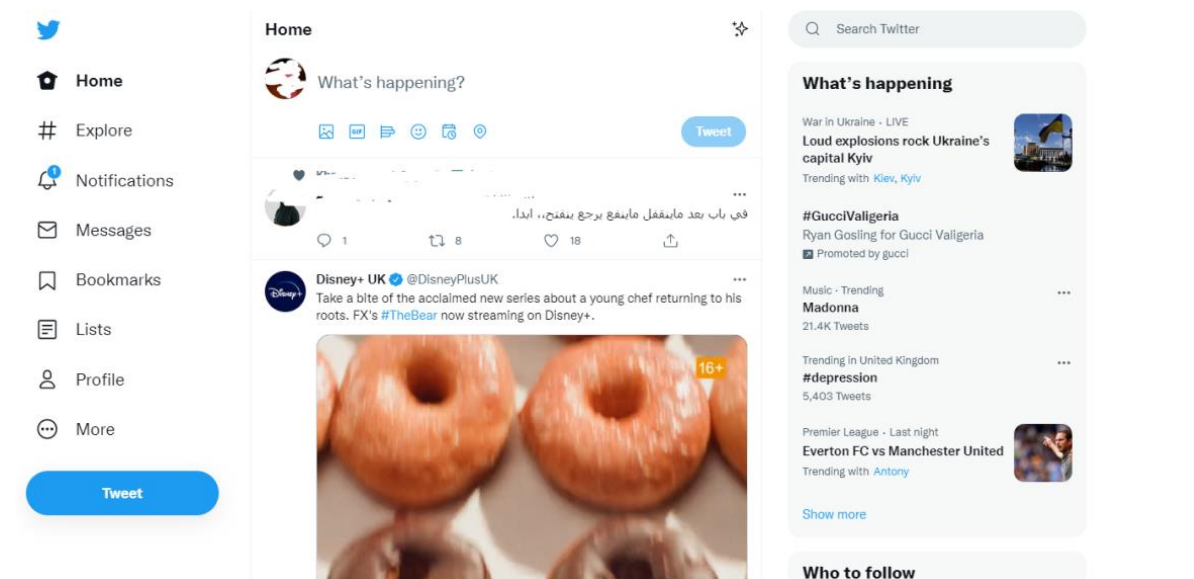 Home
Explore
1
Notifications
Messages
Bookmarks
Lists
Profile
More
Tweet
Home
What's happening?
GIF
Tweet
في باب بعد ماينقفل ماينفع يرجع ينفتح،، ابدا.
1 8 18
Disney+
Disney+ UK @DisneyPlusUK
Take a bite of the acclaimed new series about a young chef returning to his
roots. FX's #TheBear now streaming on Disney+.
16+
Search Twitter
What's happening
War in Ukraine · LIVE
Loud explosions rock Ukraine's
capital Kyiv
Trending with Kiev, Kyiv
#GucciValigeria
Ryan Gosling for Gucci Valigeria
Promoted by gucci
Music · Trending
Madonna
21.4K Tweets
Trending in United Kingdom
#depression
5,403 Tweets
Premier League · Last night
Everton FC vs Manchester United
Trending with Antony
Show more
Who to follow